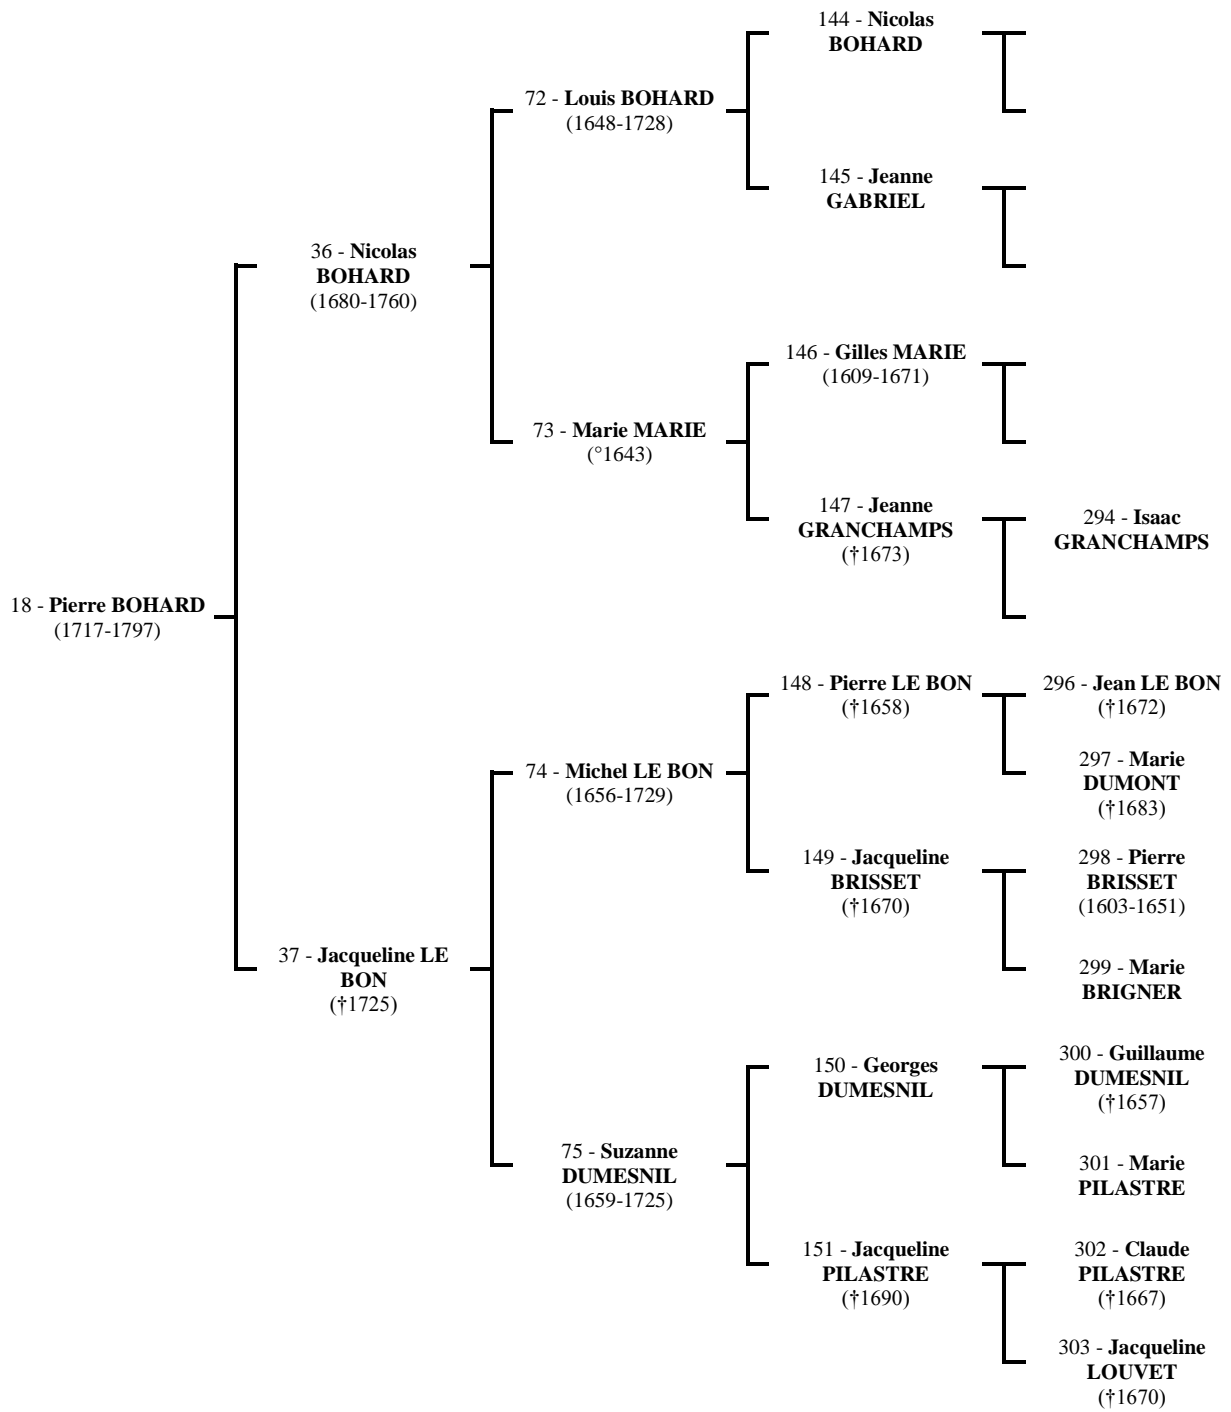 18 - Pierre BOHARD
(1717-1797)
36 - Nicolas
BOHARD
(1680-1760)
37 - Jacqueline LE
BON
(†1725)
72 - Louis BOHARD
(1648-1728)
73 - Marie MARIE
(°1643)
74 - Michel LE BON
(1656-1729)
75 - Suzanne
DUMESNIL
(1659-1725)
144 - Nicolas
BOHARD
145 - Jeanne
GABRIEL
146 - Gilles MARIE
(1609-1671)
147 - Jeanne
GRANCHAMPS
(†1673)
148 - Pierre LE BON
(†1658)
149 - Jacqueline
BRISSET
(†1670)
150 - Georges
DUMESNIL
151 - Jacqueline
PILASTRE
(†1690)
294 - Isaac
GRANCHAMPS
296 - Jean LE BON
(†1672)
297 - Marie
DUMONT
(†1683)
298 - Pierre
BRISSET
(1603-1651)
299 - Marie
BRIGNER
300 - Guillaume
DUMESNIL
(†1657)
301 - Marie
PILASTRE
302 - Claude
PILASTRE
(†1667)
303 - Jacqueline
LOUVET
(†1670)